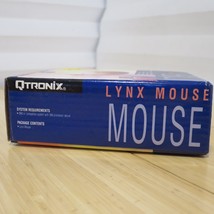 QTRONIX®
LYNX MOUSE
MOUSE
SYSTEM REQUIREMENTS
PACKAGE CONTENTS